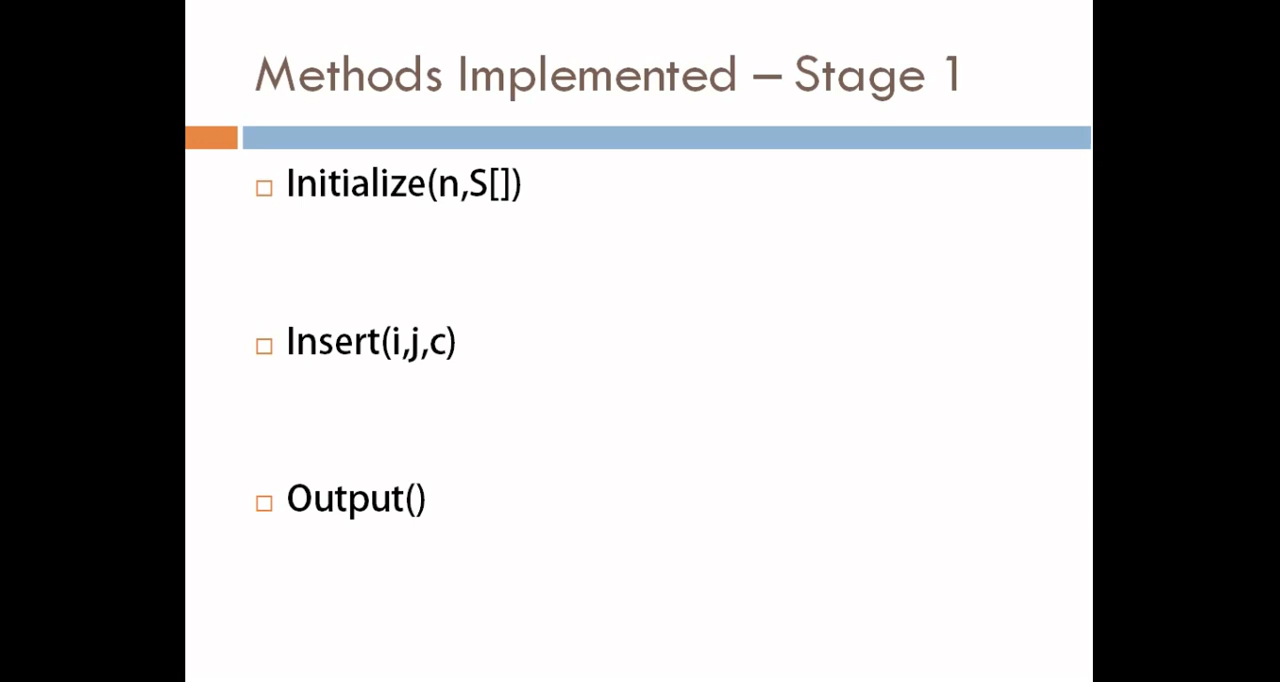 Methods Implemented – Stage 1
Initialize(n,S[])
Insert(i,j,c)
Output()